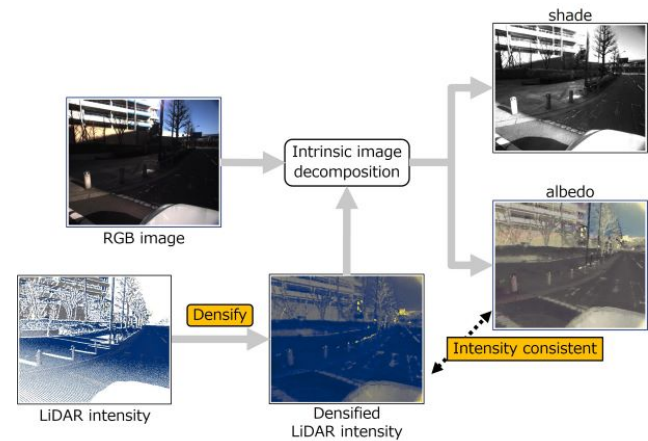 shade
Intrinsic image
decomposition
RGB image
albedo
Densify
Intensity consistent
LiDAR intensity
Densified
LiDAR intensity